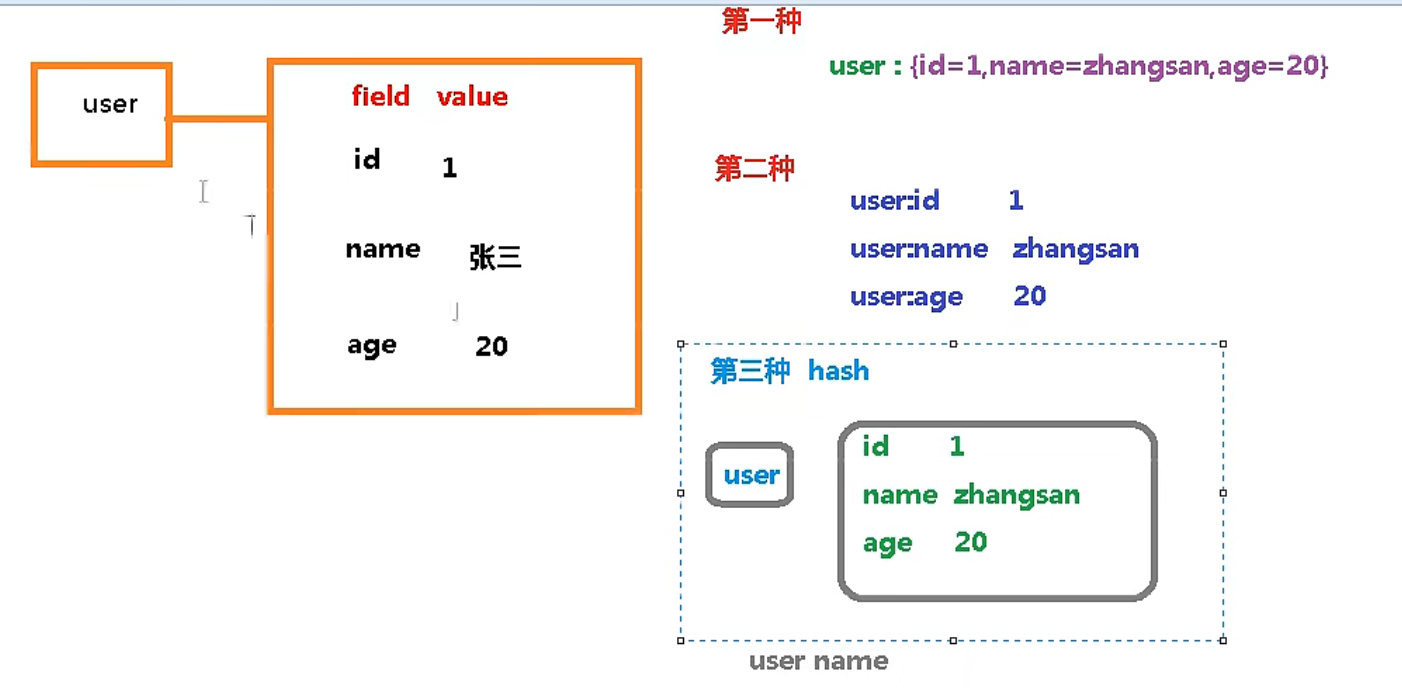 user
field value
id 1
name 张三
age 20
第一种
user : {id=1,name=zhangsan,age=20}
第二种
user:id 1
user:name zhangsan
user:age 20
第三种 hash
user
id 1
name zhangsan
age 20
user name